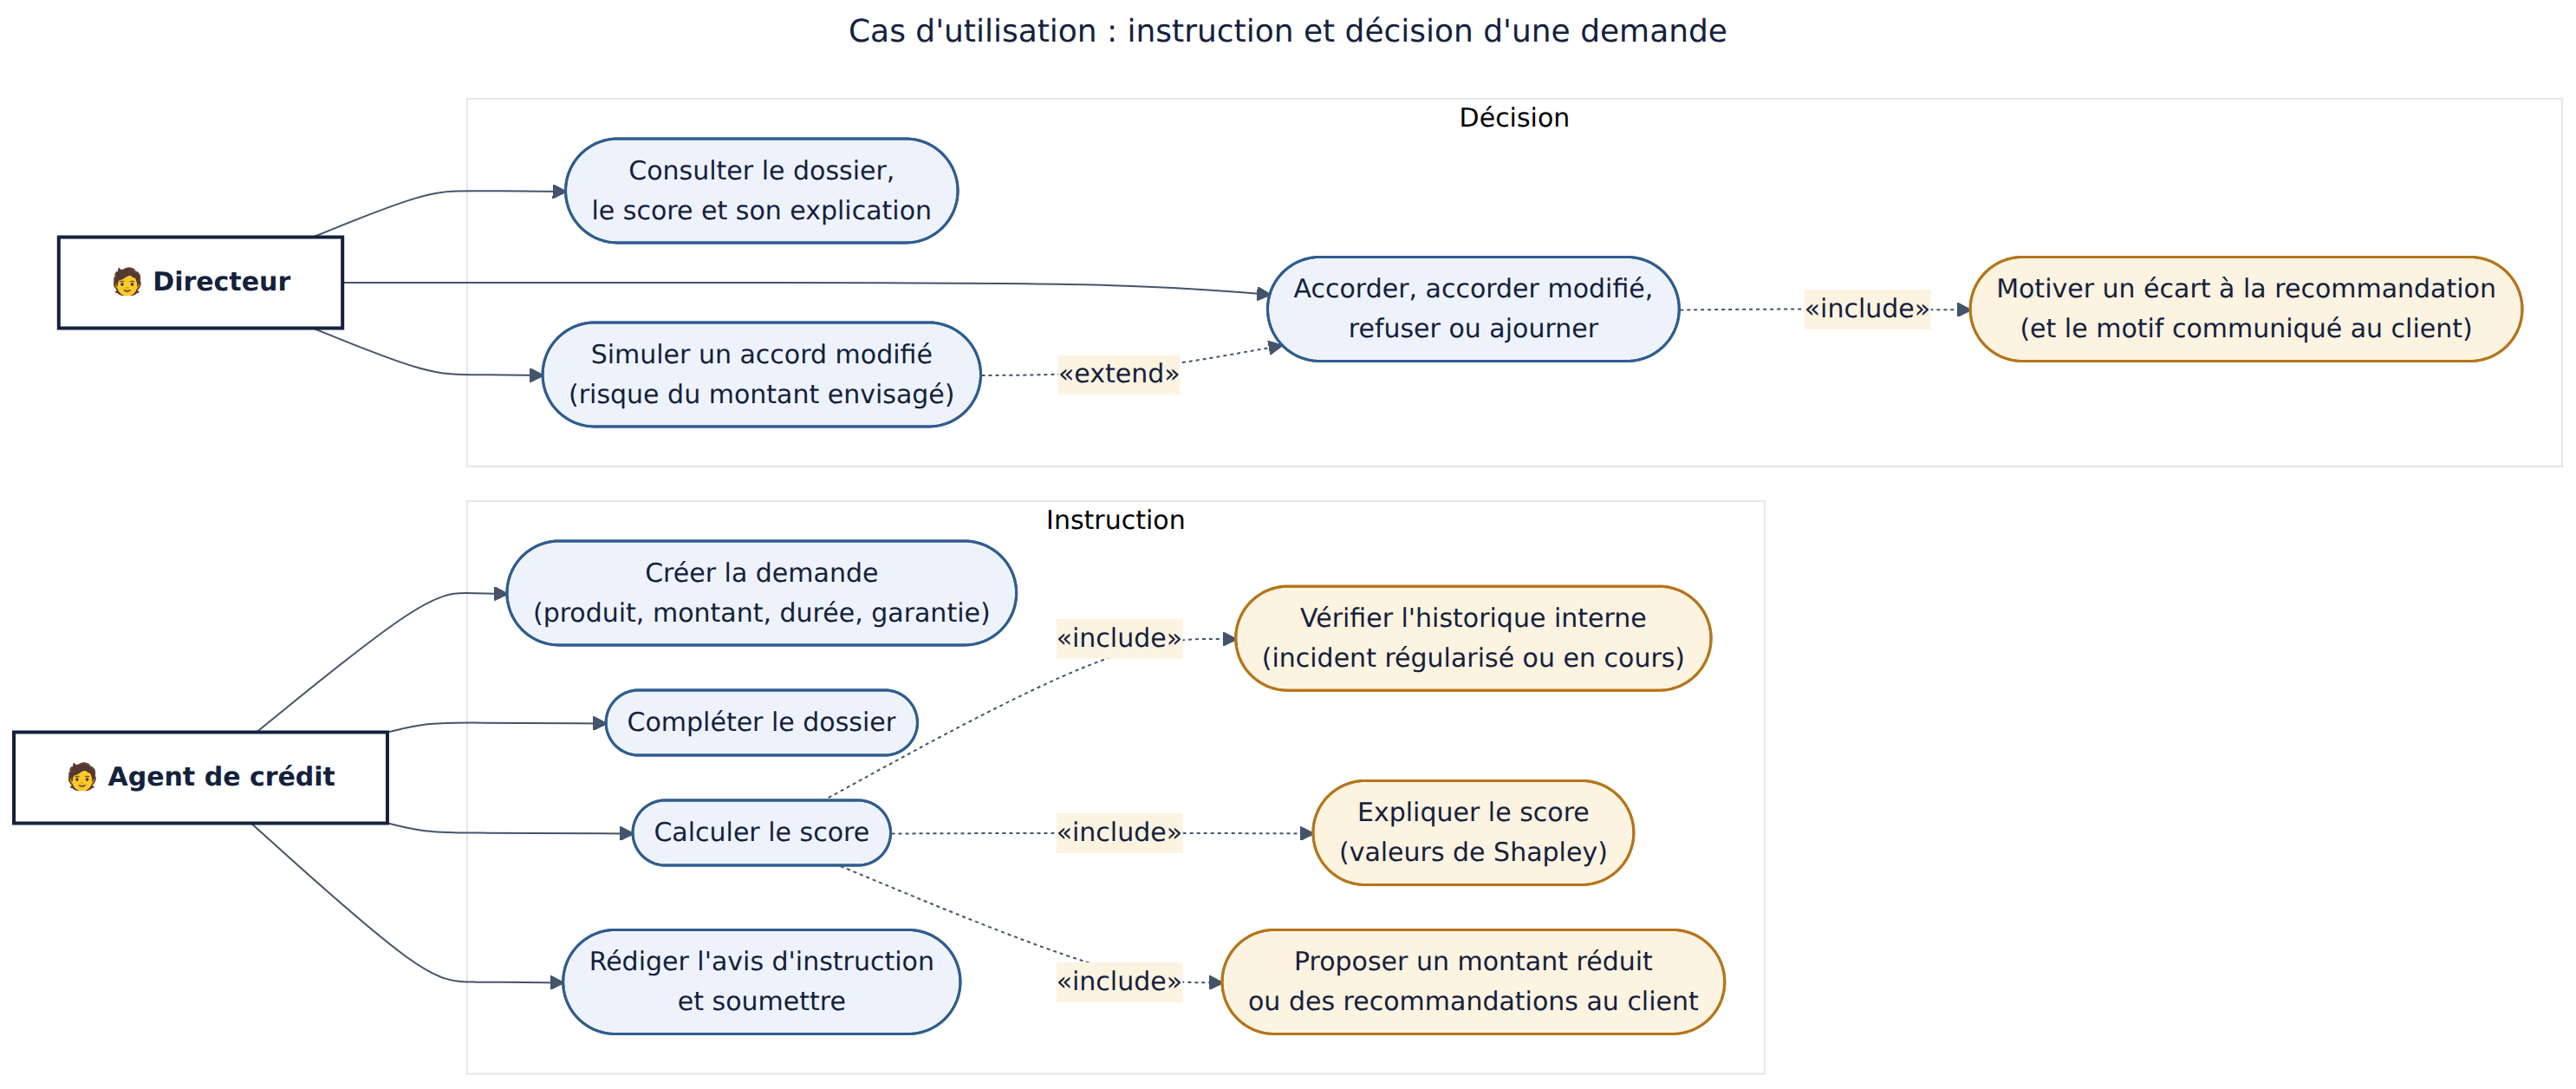 Cas d'utilisation : instruction et décision d'une demande
Décision
Consulter le dossier,
le score et son explication
Directeur
Accorder, accorder modifié,
refuser ou ajourner
«include»
Motiver un écart à la recommandation
(et le motif communiqué au client)
Simuler un accord modifié
(risque du montant envisagé)
«extend»
Instruction
Créer la demande
(produit, montant, durée, garantie)
«include»
Vérifier l'historique interne
(incident régularisé ou en cours)
Compléter le dossier
Agent de crédit
Calculer le score
«include»
Expliquer le score
(valeurs de Shapley)
Rédiger l'avis d'instruction
et soumettre
«include»
Proposer un montant réduit
ou des recommandations au client